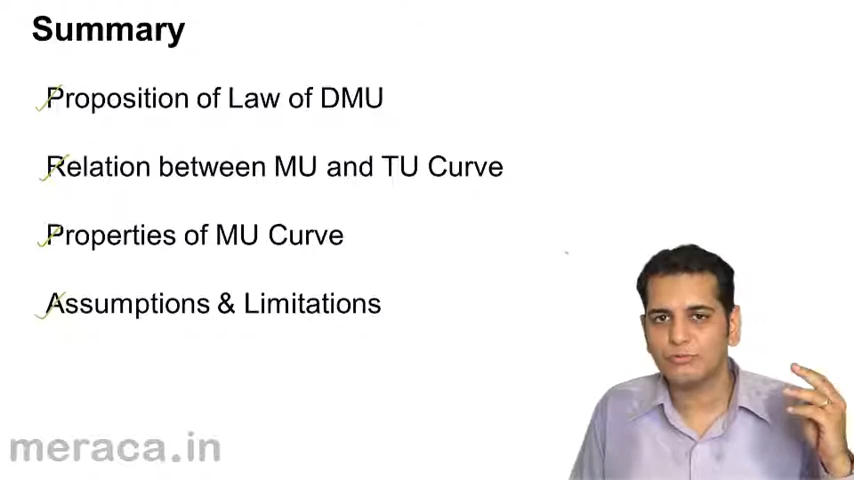 Summary
Proposition of Law of DMU
Relation between MU and TU Curve
Properties of MU Curve
Assumptions & Limitations
meraca.in